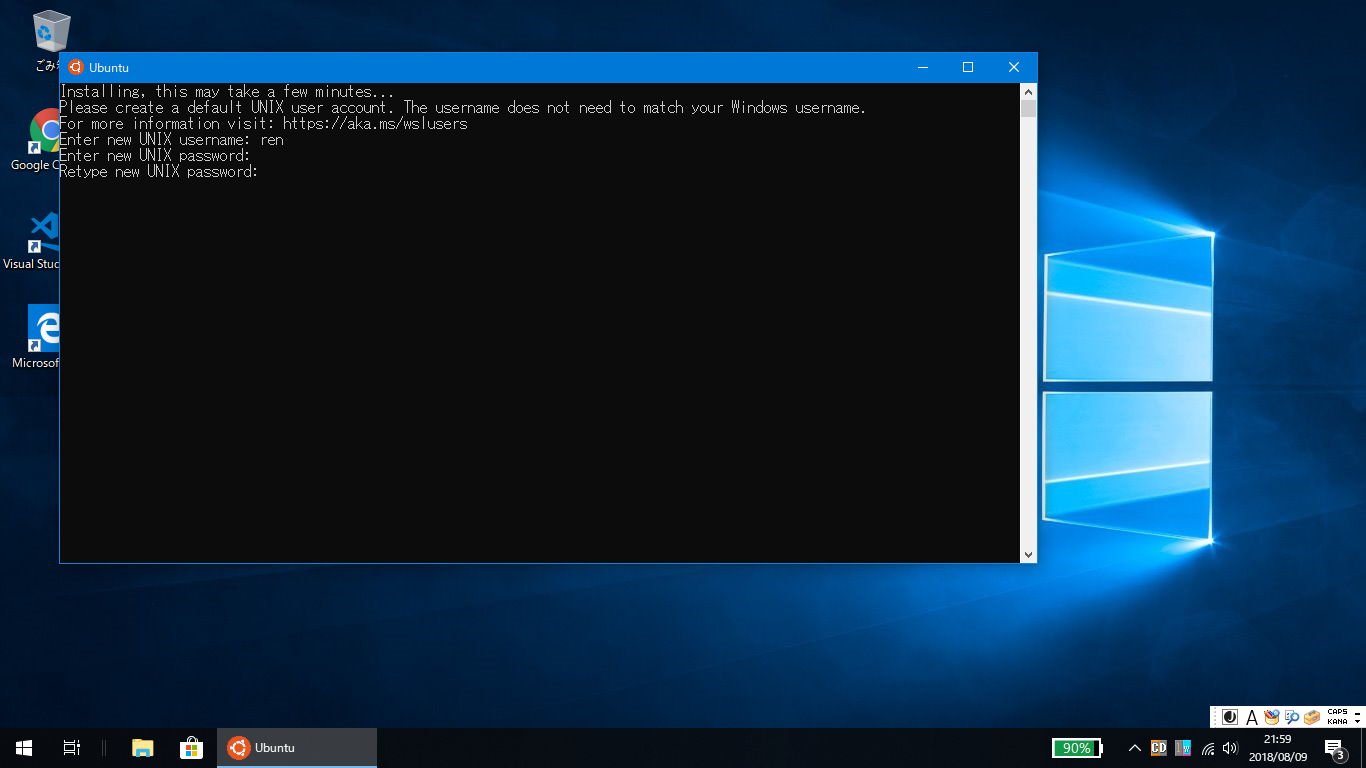 Ubuntu
Installing, this may take a few minutes...
Please create a default UNIX user account. The username does not need to match your Windows username.
For more information visit: https://aka.ms/wslusers
Enter new UNIX username: ren
Enter new UNIX password:
Retype new UNIX password:
ごみ
Google C
Visual Stud
Microsof
A
CAPS
KANA
Ubuntu
90%
CD
21:59
2018/08/09
3